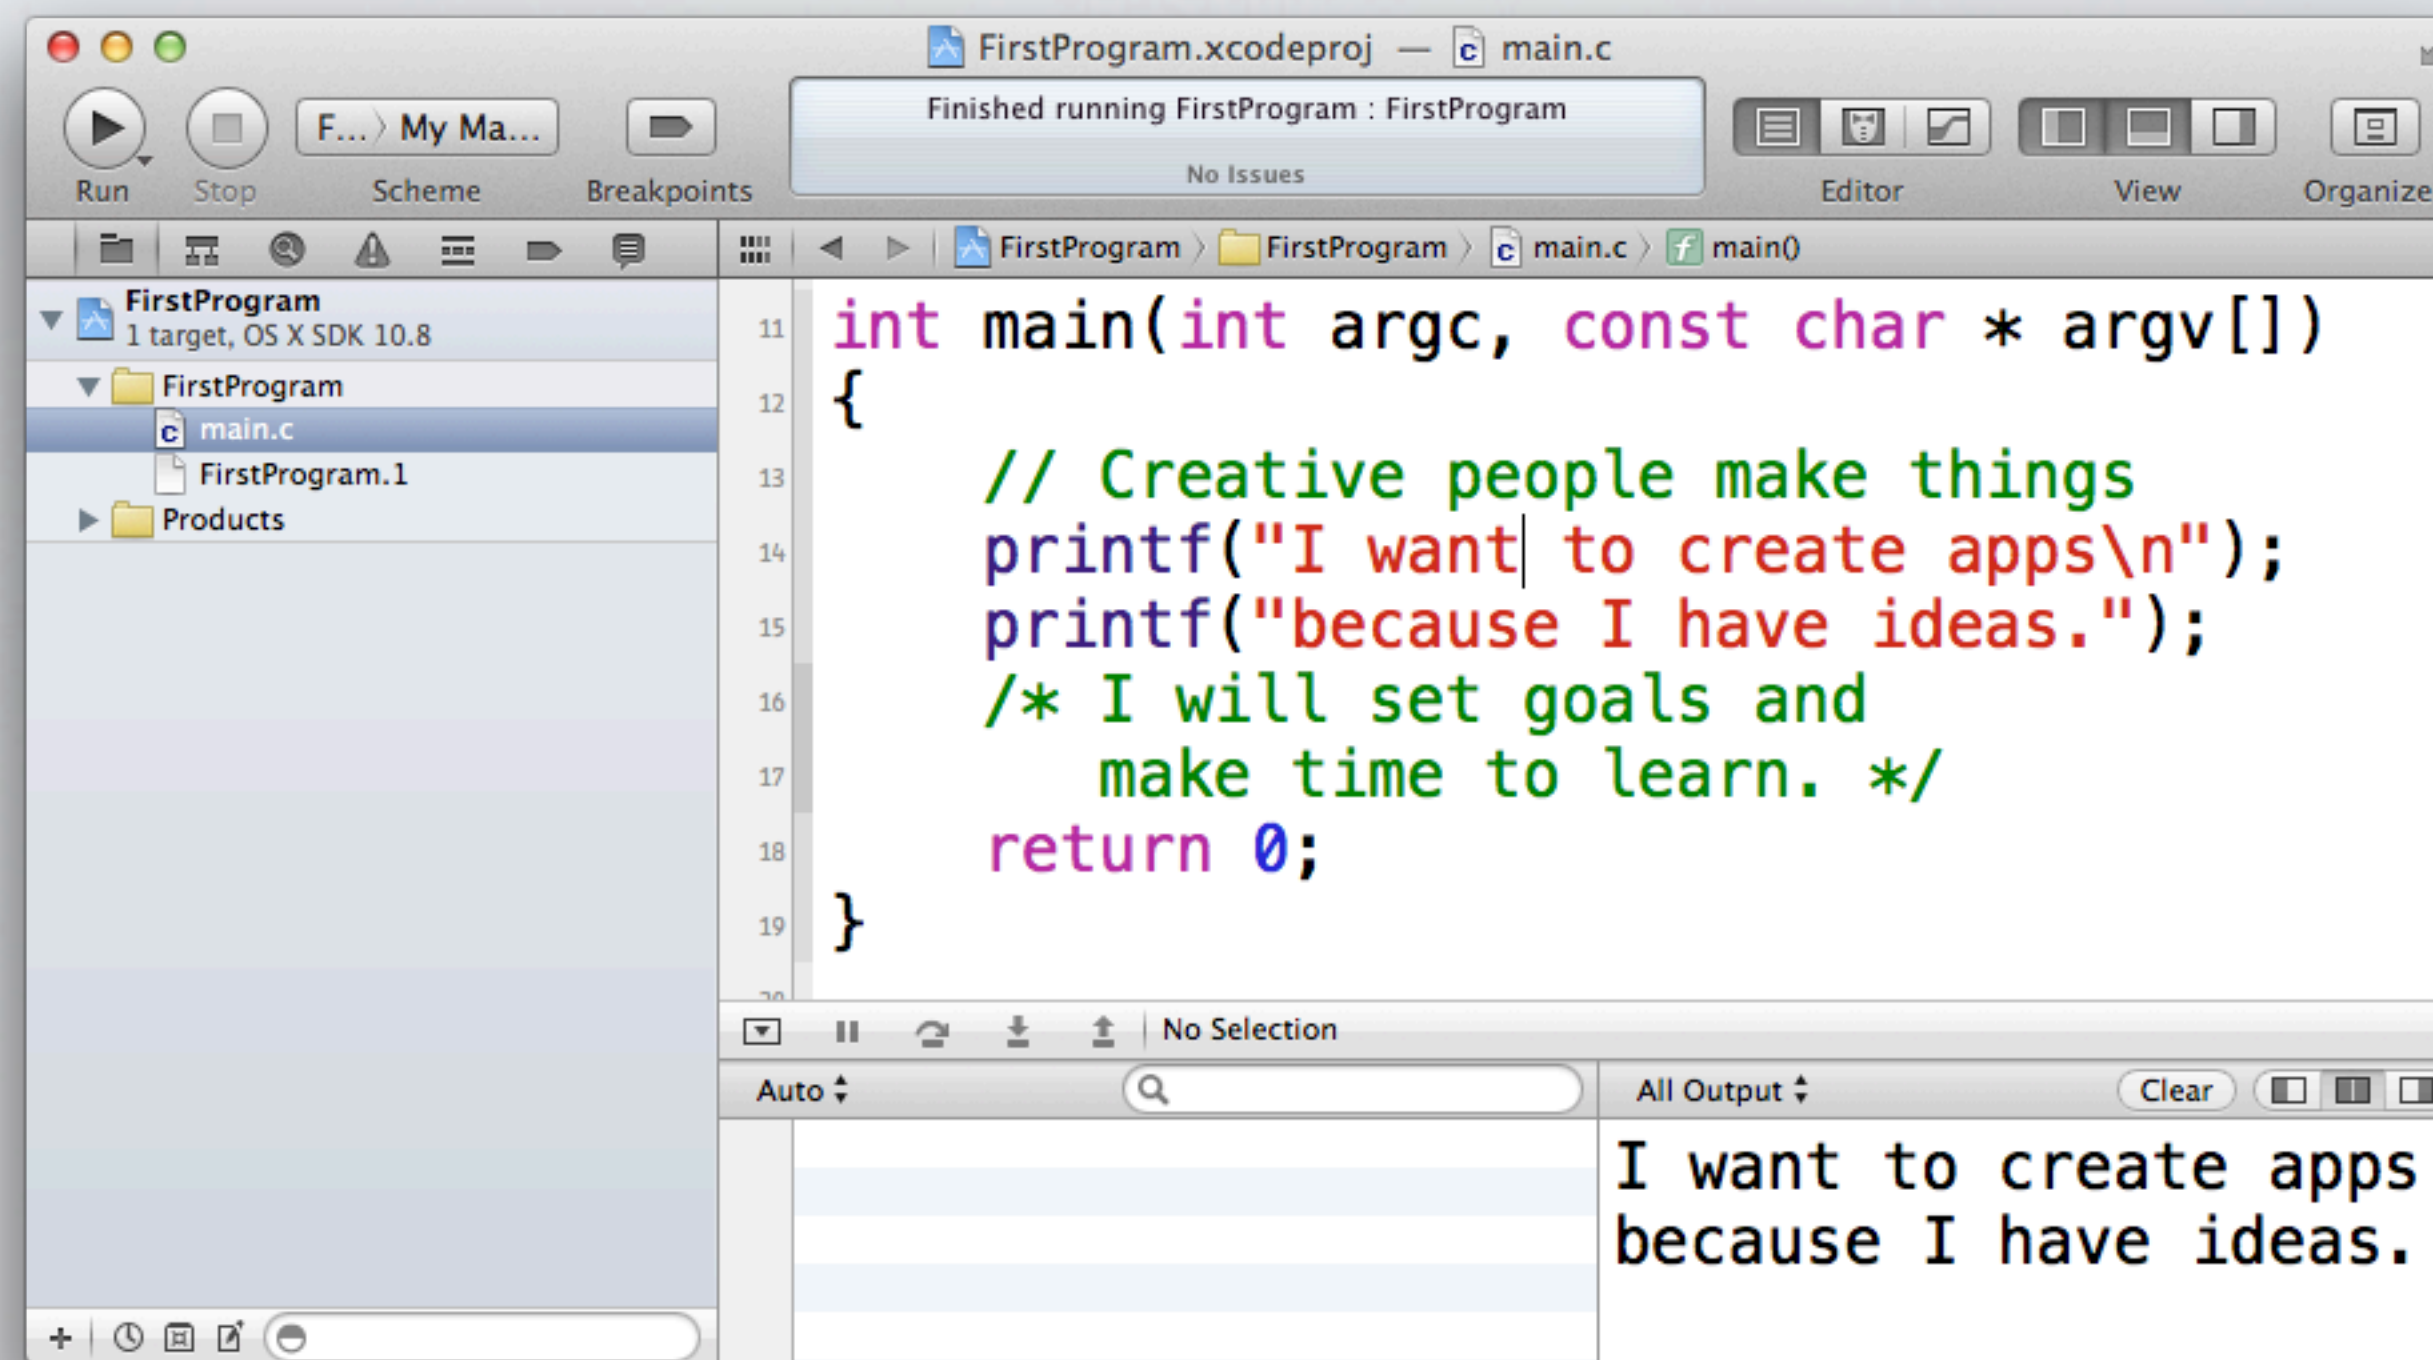 FirstProgram.xcodeproj — c main.c
Finished running FirstProgram : FirstProgram
No Issues
F... My Ma...
Run Stop Scheme Breakpoints Editor View Organize
FirstProgram FirstProgram c main.c f main()
FirstProgram
1 target, OS X SDK 10.8
FirstProgram
c main.c
FirstProgram.1
Products
11 int main(int argc, const char * argv[])
12 {
13 // Creative people make things
14 printf("I want to create apps\n");
15 printf("because I have ideas.");
16 /* I will set goals and
17 make time to learn. */
18 return 0;
19 }
20
No Selection
Auto All Output Clear
I want to create apps
because I have ideas.